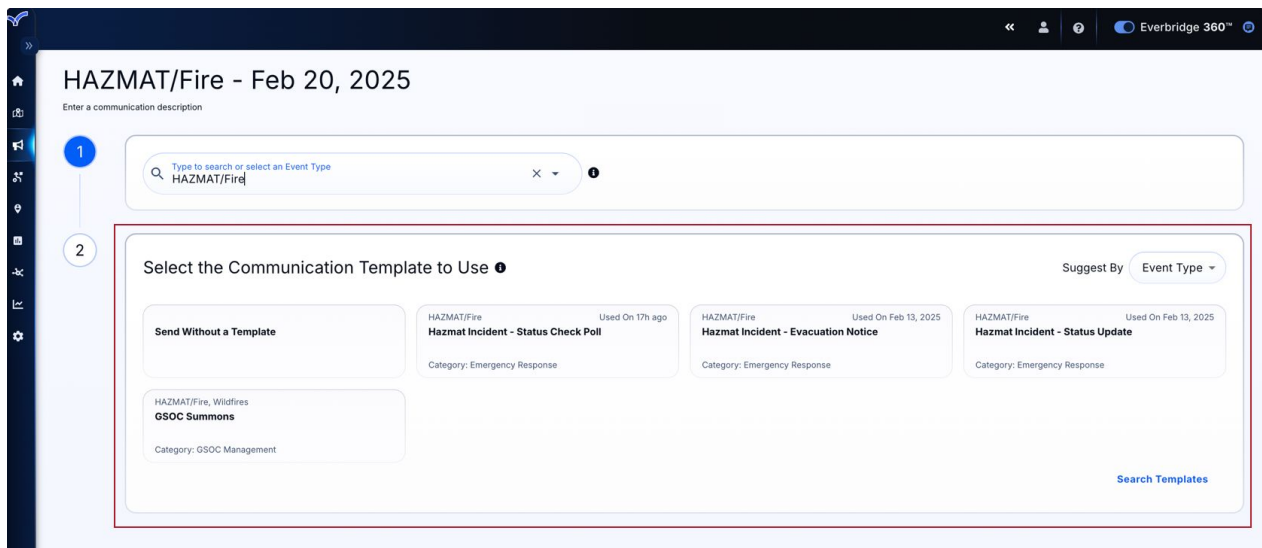 Everbridge 360™
HAZMAT/Fire - Feb 20, 2025
Enter a communication description
1
Type to search or select an Event Type
HAZMAT/Fire
2
Select the Communication Template to Use
Suggest By
Event Type
Send Without a Template
HAZMAT/Fire
Used On 17h ago
Hazmat Incident - Status Check Poll
Category: Emergency Response
HAZMAT/Fire
Used On Feb 13, 2025
Hazmat Incident - Evacuation Notice
Category: Emergency Response
HAZMAT/Fire
Used On Feb 13, 2025
Hazmat Incident - Status Update
Category: Emergency Response
HAZMAT/Fire, Wildfires
GSOC Summons
Category: GSOC Management
Search Templates